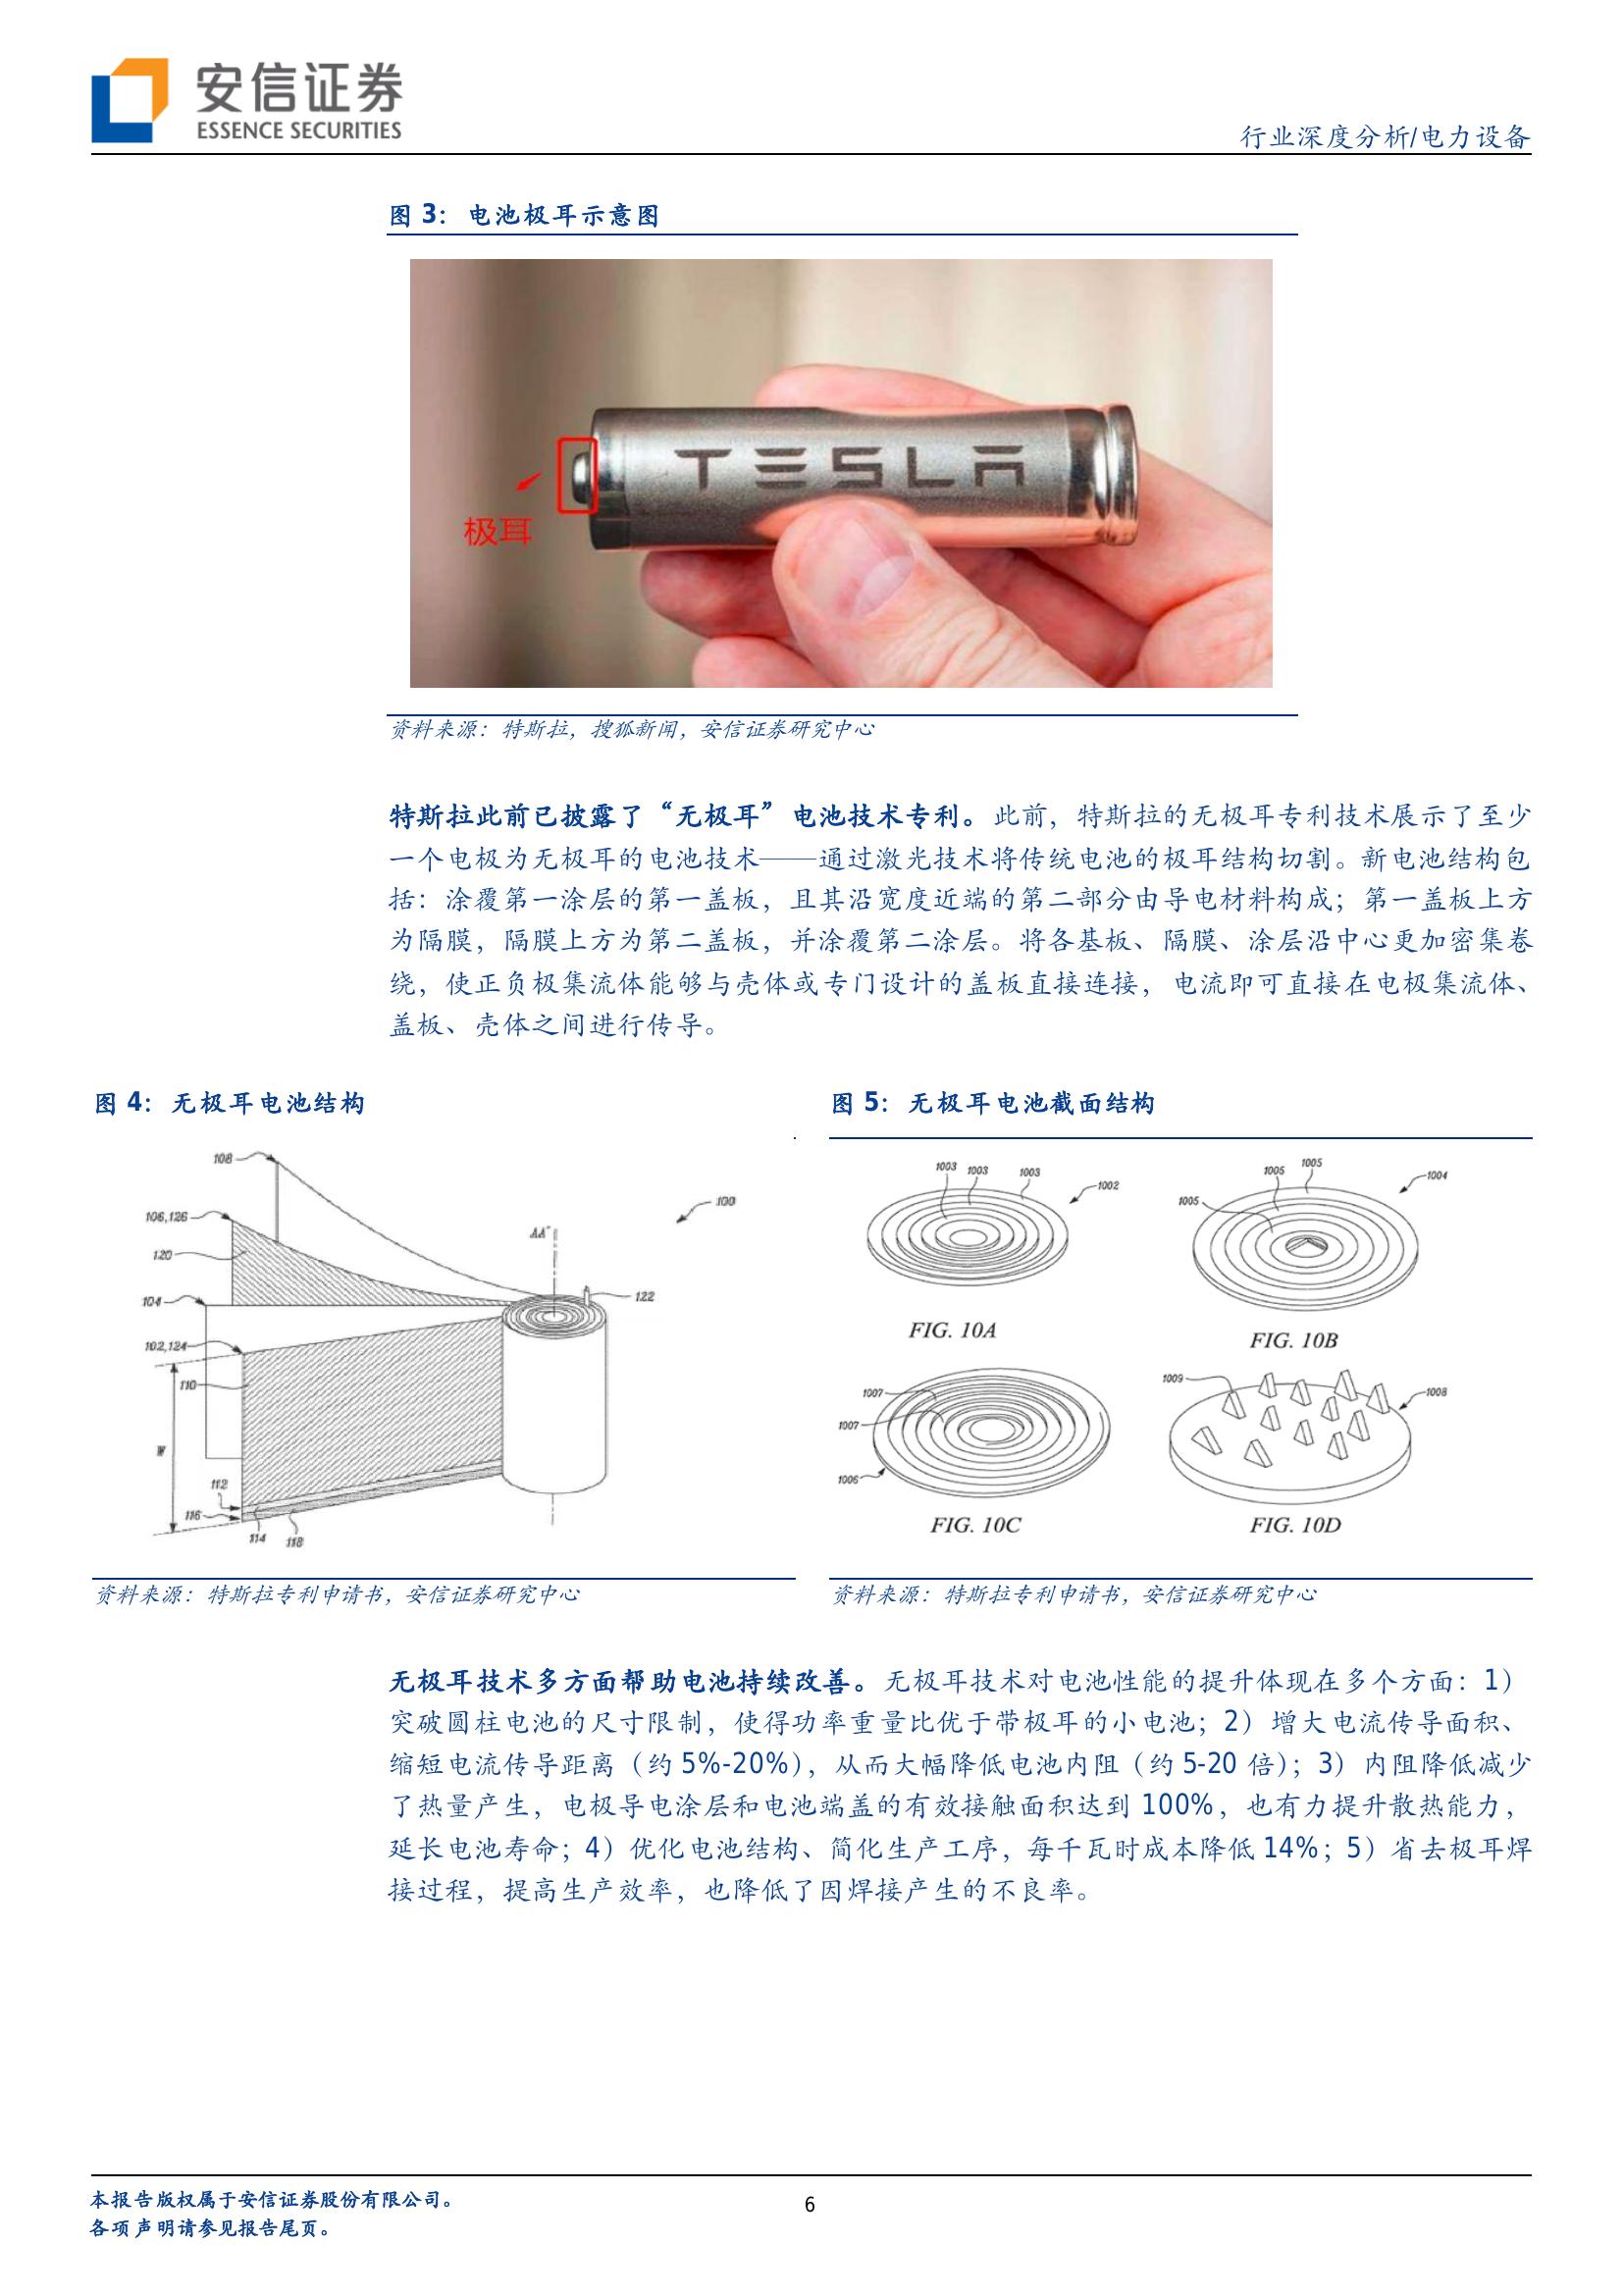 安信证券
ESSENCE SECURITIES
行业深度分析/电力设备
图 3：电池极耳示意图
TESLA
极耳
资料来源：特斯拉，搜狐新闻，安信证券研究中心
特斯拉此前已披露了“无极耳”电池技术专利。此前，特斯拉的无极耳专利技术展示了至少
一个电极为无极耳的电池技术——通过激光技术将传统电池的极耳结构切割。新电池结构包
括：涂覆第一涂层的第一盖板，且其沿宽度近端的第二部分由导电材料构成；第一盖板上方
为隔膜，隔膜上方为第二盖板，并涂覆第二涂层。将各基板、隔膜、涂层沿中心更加密集卷
绕，使正负极集流体能够与壳体或专门设计的盖板直接连接，电流即可直接在电极集流体、
盖板、壳体之间进行传导。
图 4：无极耳电池结构
108
106,126
120
104
102,124
110
W
112
116
114
118
AA"
100
122
资料来源：特斯拉专利申请书，安信证券研究中心
图 5：无极耳电池截面结构
1003
1003
1003
1002
FIG. 10A
1005
1005
1005
1004
FIG. 10B
1007
1007
1006
FIG. 10C
1009
1008
FIG. 10D
资料来源：特斯拉专利申请书，安信证券研究中心
无极耳技术多方面帮助电池持续改善。无极耳技术对电池性能的提升体现在多个方面：1）
突破圆柱电池的尺寸限制，使得功率重量比优于带极耳的小电池；2）增大电流传导面积、
缩短电流传导距离（约 5%-20%），从而大幅降低电池内阻（约 5-20 倍）；3）内阻降低减少
了热量产生，电极导电涂层和电池端盖的有效接触面积达到 100%，也有力提升散热能力，
延长电池寿命；4）优化电池结构、简化生产工序，每千瓦时成本降低 14%；5）省去极耳焊
接过程，提高生产效率，也降低了因焊接产生的不良率。
本报告版权属于安信证券股份有限公司。
各项声明请参见报告尾页。
6